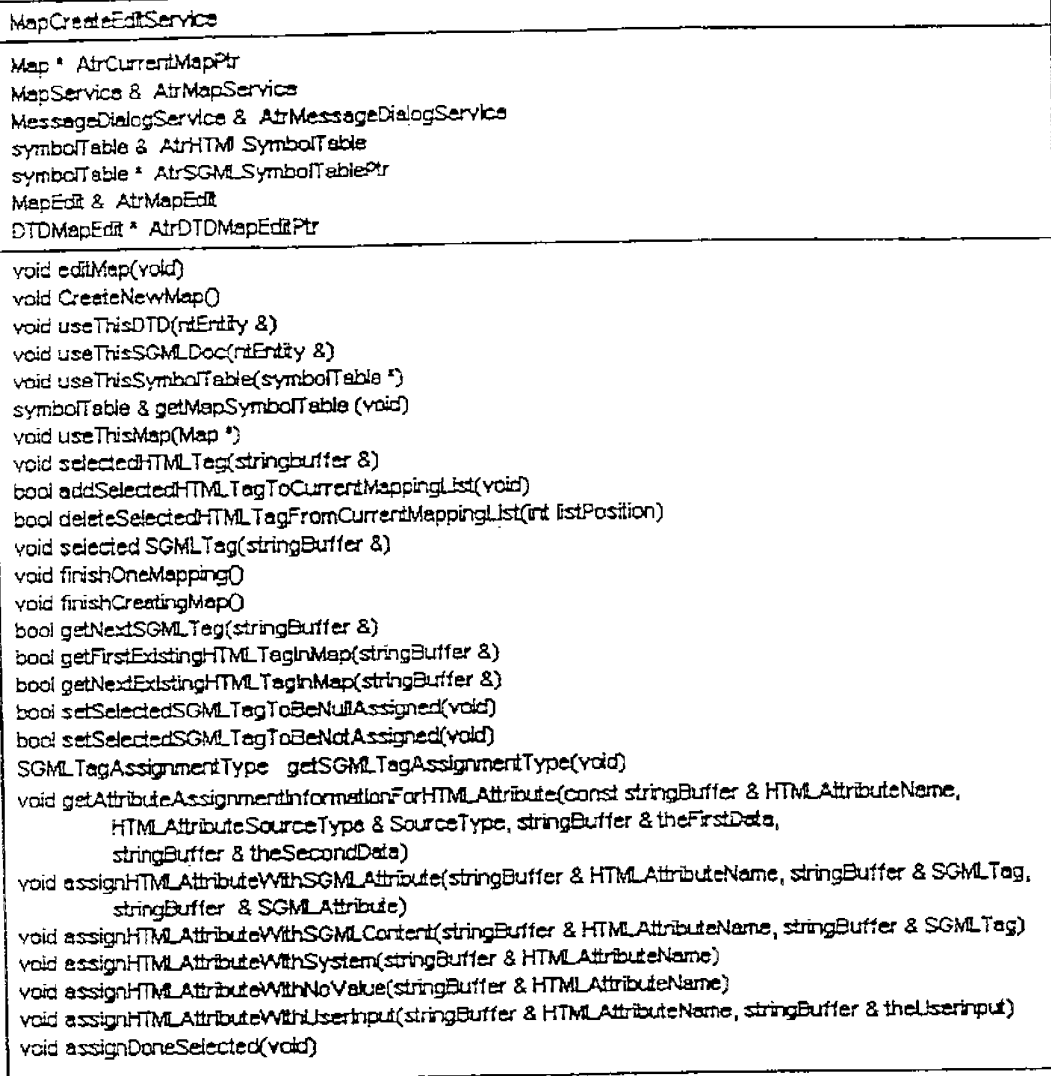 MapCreateEditService
Map * AtrCurrentMapPtr
MapService & AtrMapService
MessageDialogService & AtrMessageDialogService
symbolTable & AtrHTMLSymbolTable
symbolTable * AtrSGMLSymbolTablePtr
MapEdit & AtrMapEdit
DTDMapEdit * AtrDTDMapEditPtr
void editMap(void)
void CreateNewMap()
void useThisDTD(ntEntity &)
void useThisSGMLDoc(ntEntity &)
void useThisSymbolTable(symbolTable *)
symbolTable & getMapSymbolTable (void)
void useThisMap(Map *)
void selectedHTMLTag(stringbuffer &)
bool addSelectedHTMLTagToCurrentMappingList(void)
bool deleteSelectedHTMLTagFromCurrentMappingList(int listPosition)
void selected SGMLTag(stringBuffer &)
void finishOneMapping()
void finishCreatingMap()
bool getNextSGMLTag(stringBuffer &)
bool getFirstExistingHTMLTagInMap(stringBuffer &)
bool getNextExistingHTMLTagInMap(stringBuffer &)
bool setSelectedSGMLTagToBeNullAssigned(void)
bool setSelectedSGMLTagToBeNotAssigned(void)
SGMLTagAssignmentType getSGMLTagAssignmentType(void)
void getAttributeAssignmentInformationForHTMLAttribute(const stringBuffer & HTMLAttributeName,
HTMLAttributeSourceType & SourceType, stringBuffer & theFirstData,
stringBuffer & theSecondData)
void assignHTMLAttributeWithSGMLAttribute(stringBuffer & HTMLAttributeName, stringBuffer & SGMLTag,
stringBuffer & SGMLAttribute)
void assignHTMLAttributeWithSGMLContent(stringBuffer & HTMLAttributeName, stringBuffer & SGMLTag)
void assignHTMLAttributeWithSystem(stringBuffer & HTMLAttributeName)
void assignHTMLAttributeWithNoValue(stringBuffer & HTMLAttributeName)
void assignHTMLAttributeWithUserInput(stringBuffer & HTMLAttributeName, stringBuffer & theUserInput)
void assignDoneSelected(void)